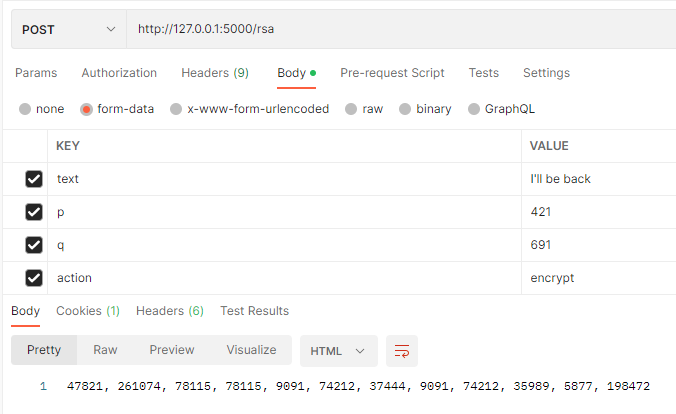 POST http://127.0.0.1:5000/rsa
Params Authorization Headers (9) Body Pre-request Script Tests Settings
none form-data x-www-form-urlencoded raw binary GraphQL
KEY VALUE
text I'll be back
p 421
q 691
action encrypt
Body Cookies (1) Headers (6) Test Results
Pretty Raw Preview Visualize HTML
1 47821, 261074, 78115, 78115, 9091, 74212, 37444, 9091, 74212, 35989, 5877, 198472